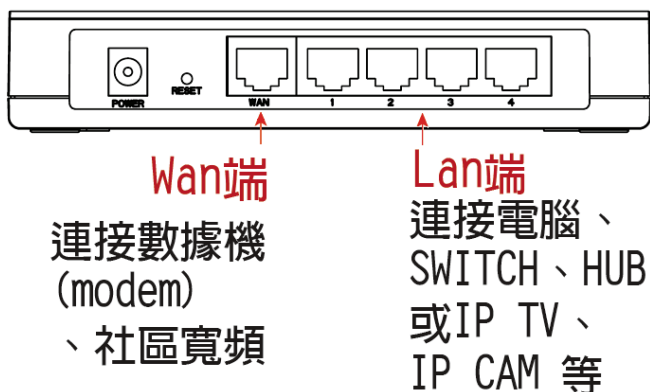 POWER
RESET
WAN
1
2
3
4
Wan端
連接數據機
(modem)
、社區寬頻
Lan端
連接電腦、
SWITCH、HUB
或IP TV、
IP CAM 等